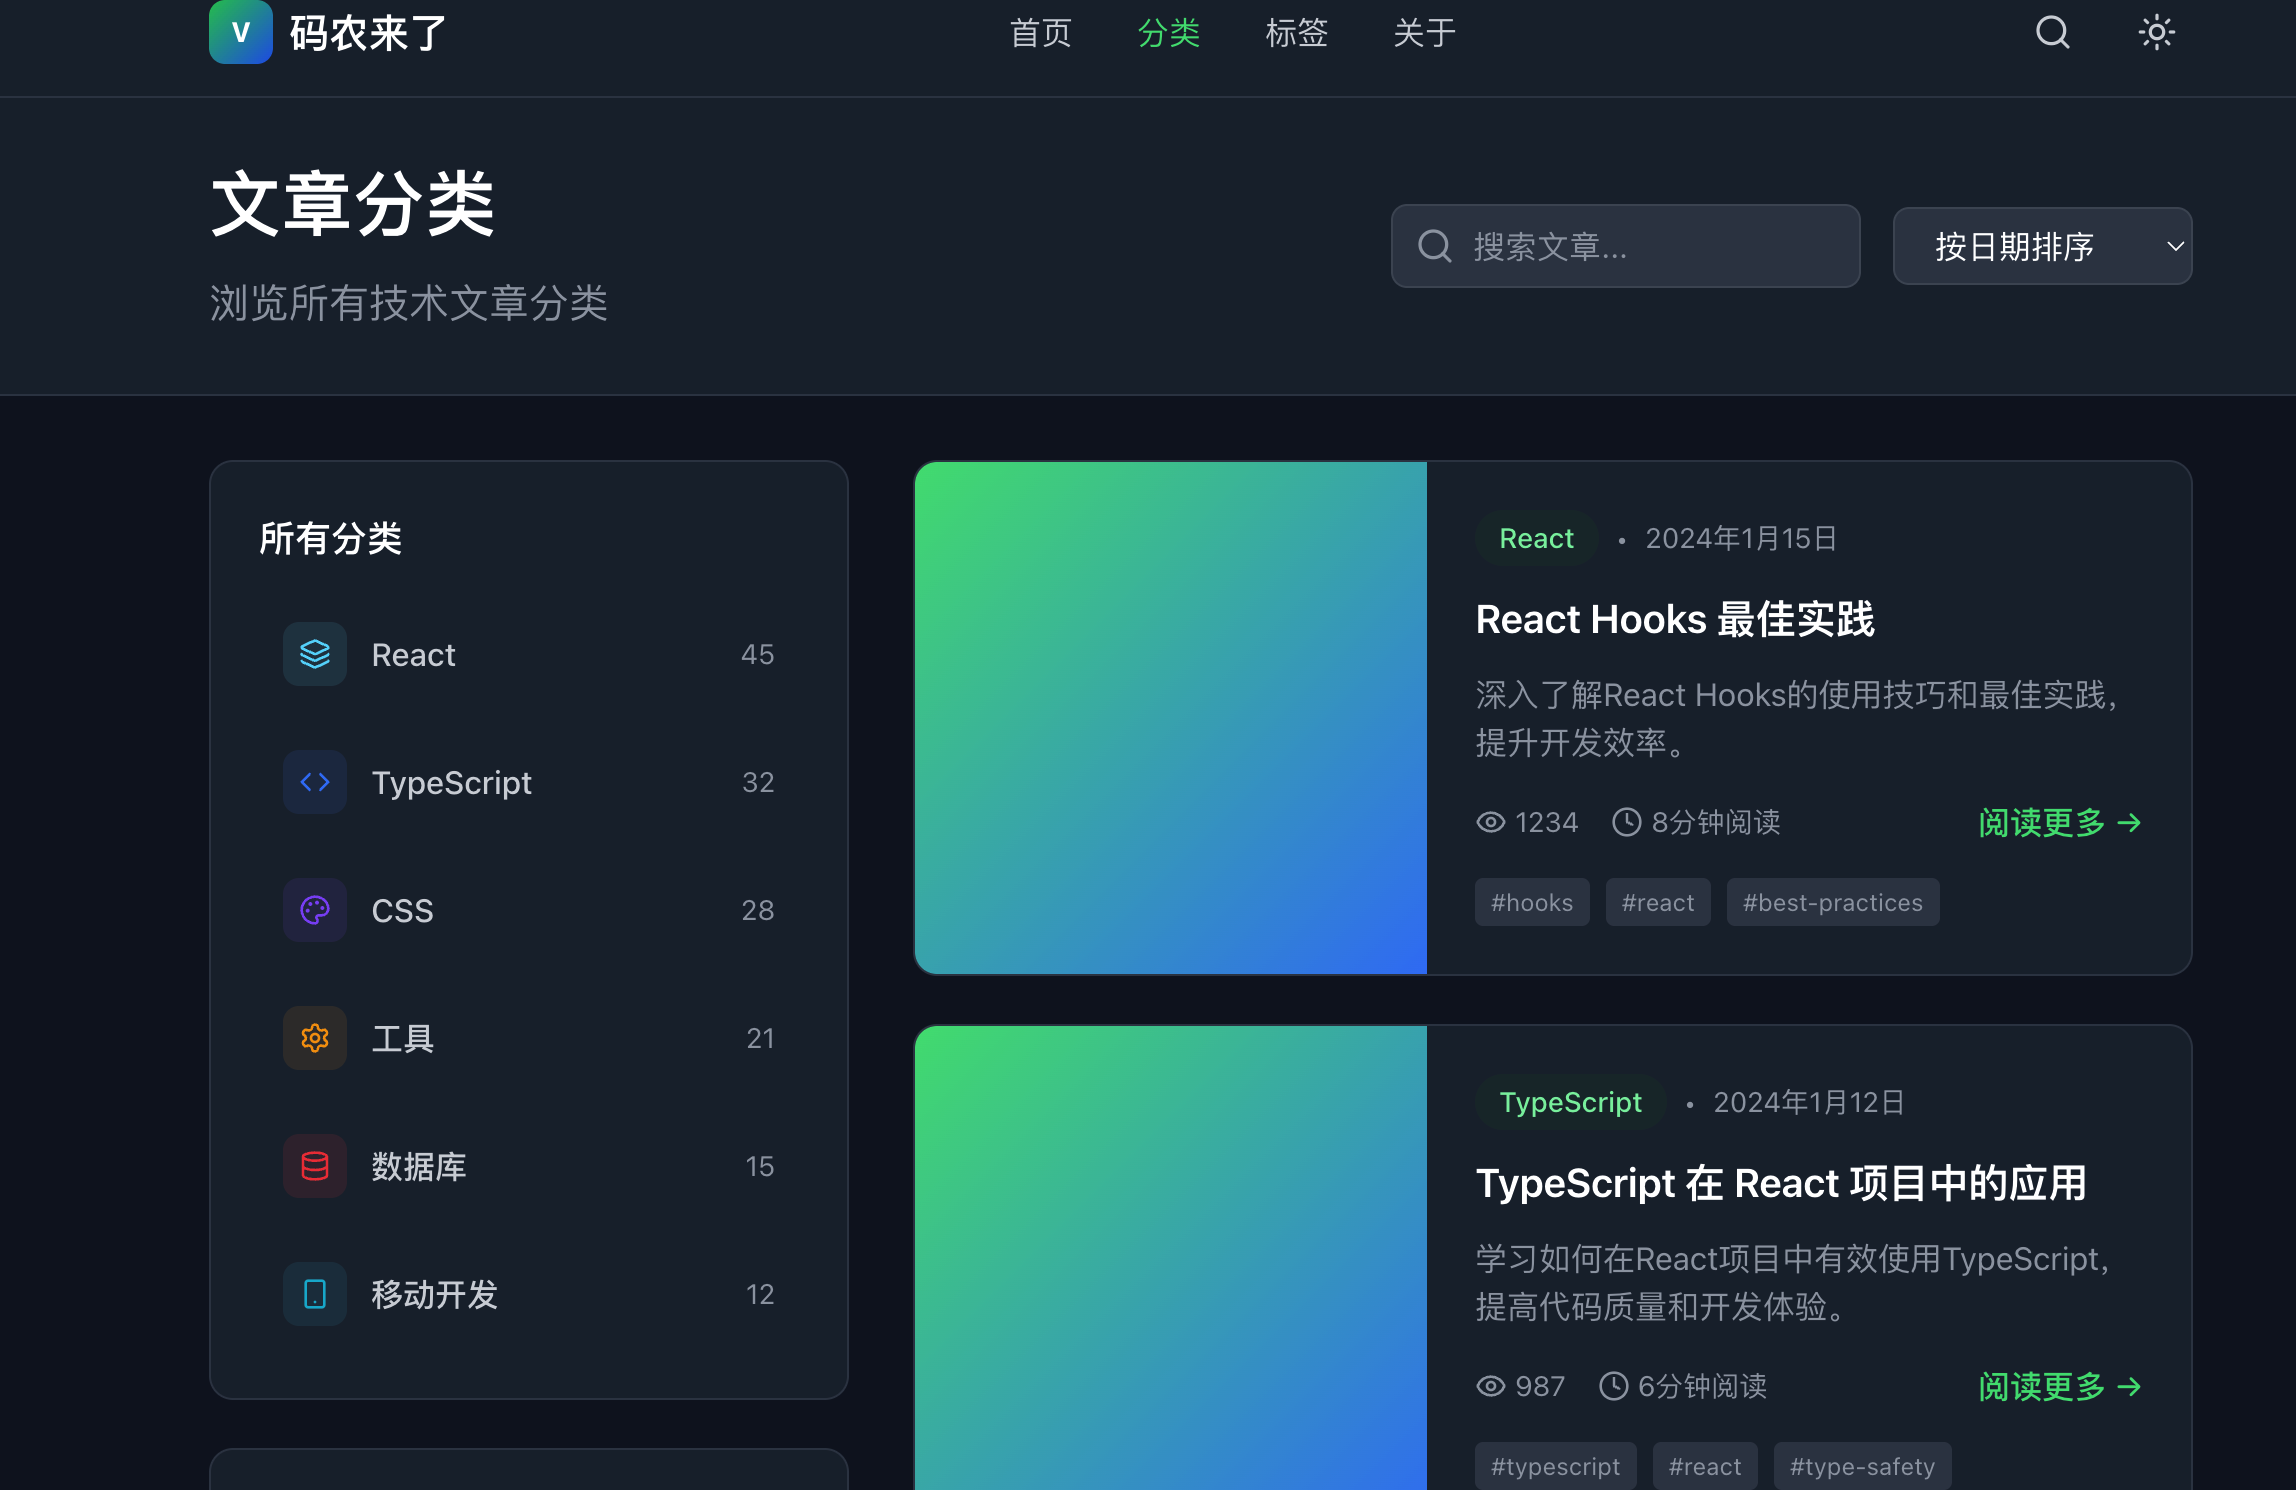 V 码农来了
首页 分类 标签 关于
文章分类
浏览所有技术文章分类
搜索文章...
按日期排序
所有分类
React 45
TypeScript 32
CSS 28
工具 21
数据库 15
移动开发 12
React • 2024年1月15日
React Hooks 最佳实践
深入了解React Hooks的使用技巧和最佳实践，
提升开发效率。
1234 8分钟阅读 阅读更多 →
#hooks #react #best-practices
TypeScript • 2024年1月12日
TypeScript 在 React 项目中的应用
学习如何在React项目中有效使用TypeScript，
提高代码质量和开发体验。
987 6分钟阅读 阅读更多 →
#typescript #react #type-safety